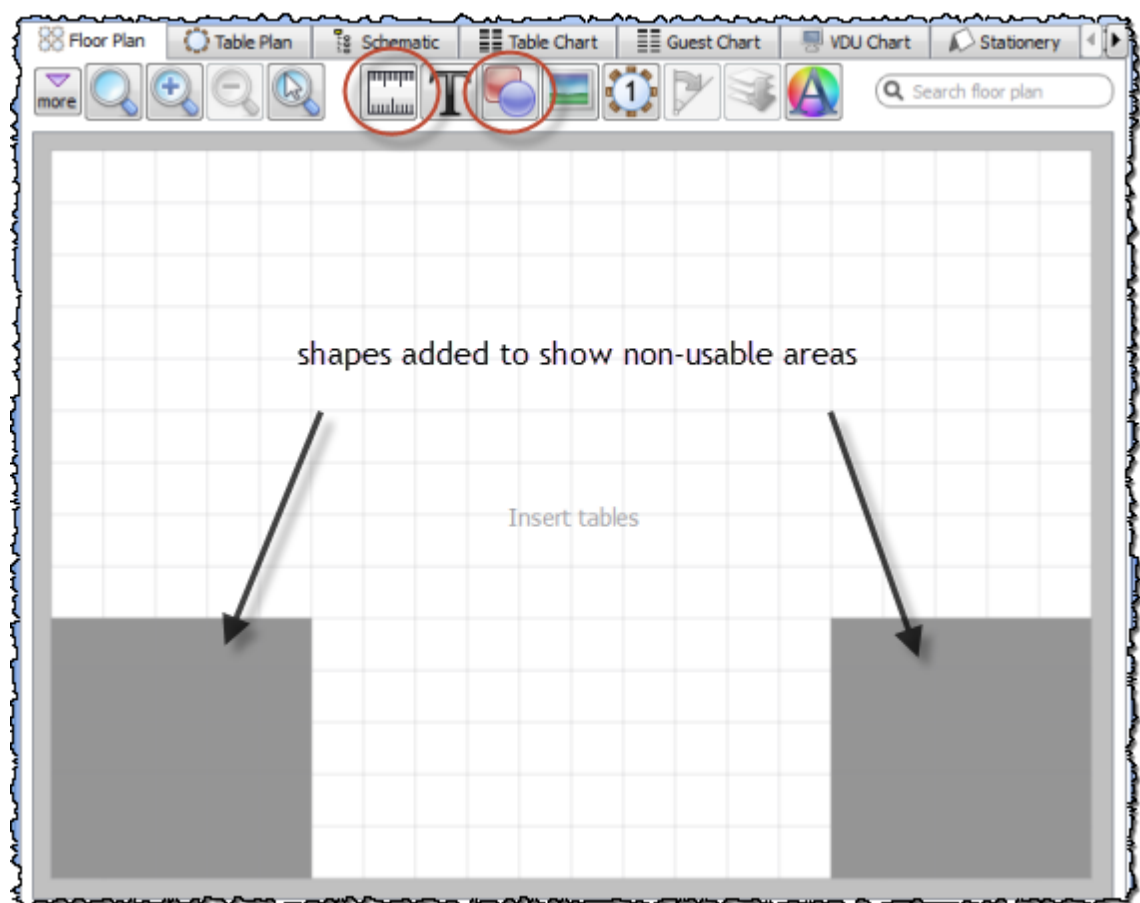 Floor Plan Table Plan Schematic Table Chart Guest Chart VDU Chart Stationery
more T 1 A Search floor plan
shapes added to show non-usable areas
Insert tables